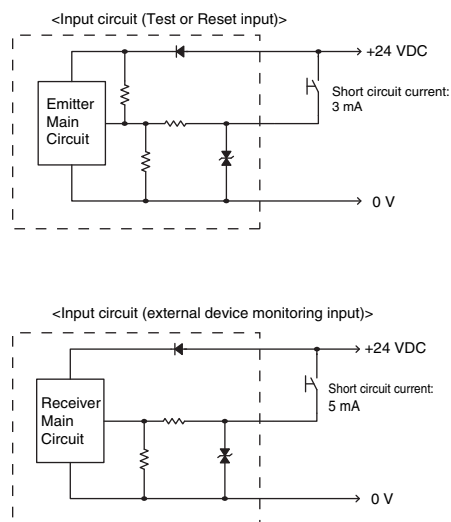 <Input circuit (Test or Reset input)>
+24 VDC
Short circuit current:
3 mA
Emitter
Main
Circuit
0 V
<Input circuit (external device monitoring input)>
+24 VDC
Short circuit current:
5 mA
Receiver
Main
Circuit
0 V